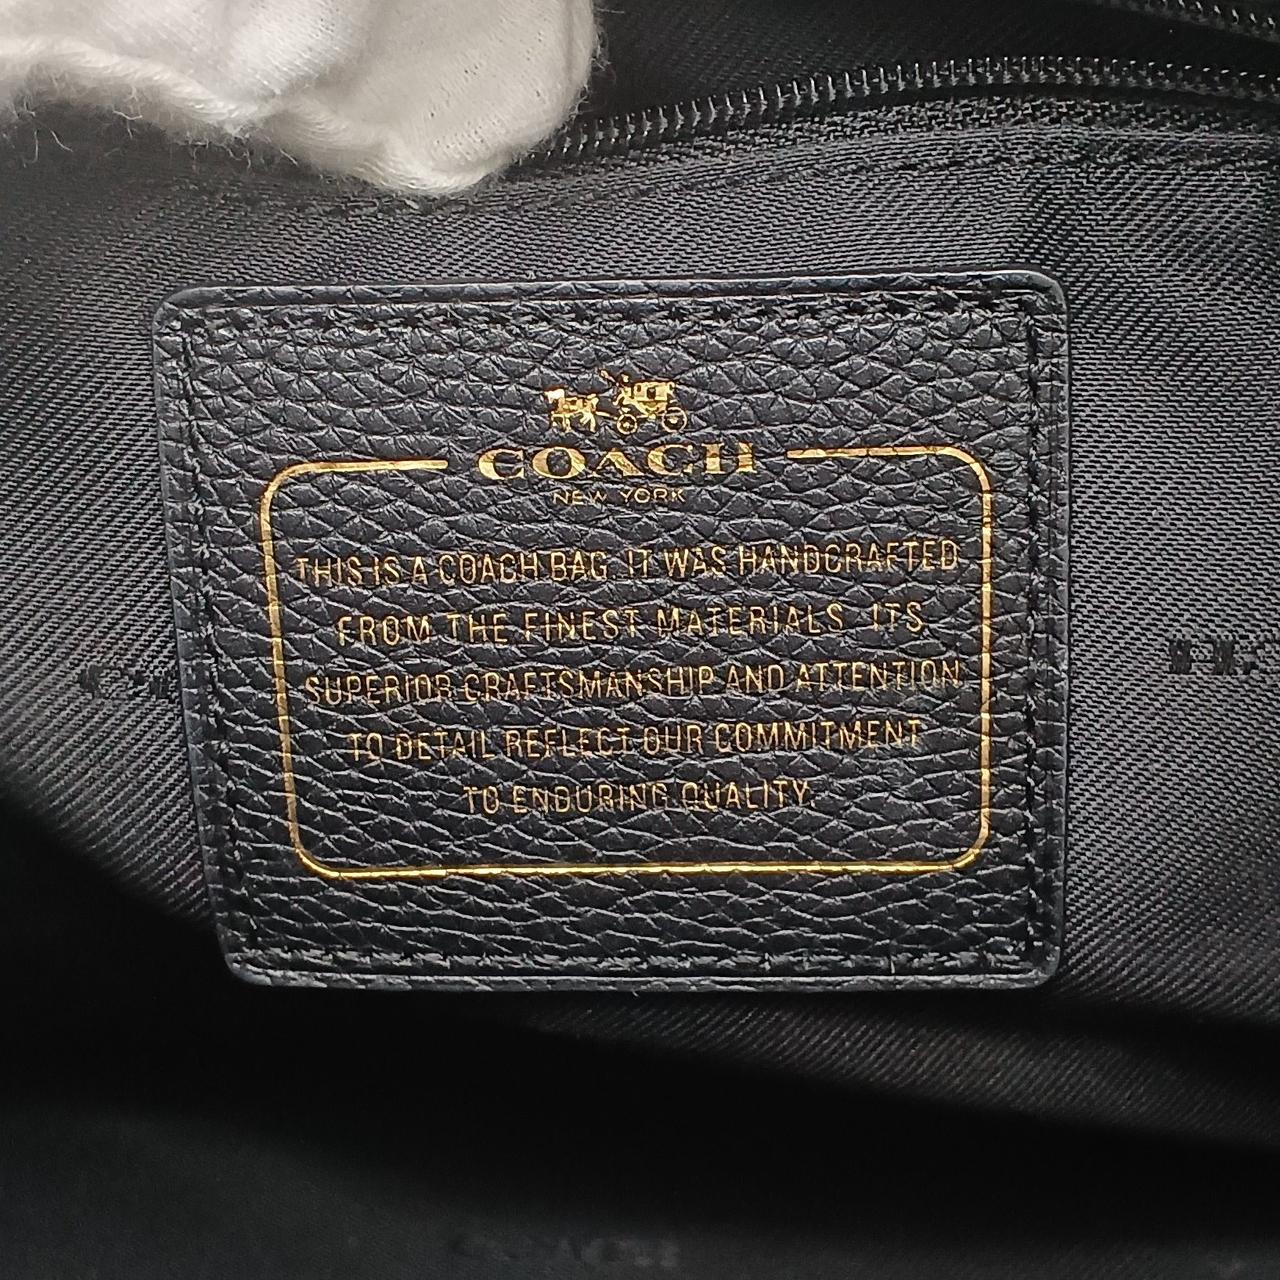 COACH
NEW YORK
THIS IS A COACH BAG. IT WAS HANDCRAFTED
FROM THE FINEST MATERIALS. ITS
SUPERIOR CRAFTSMANSHIP AND ATTENTION
TO DETAIL REFLECT OUR COMMITMENT
TO ENDURING QUALITY.
COACH